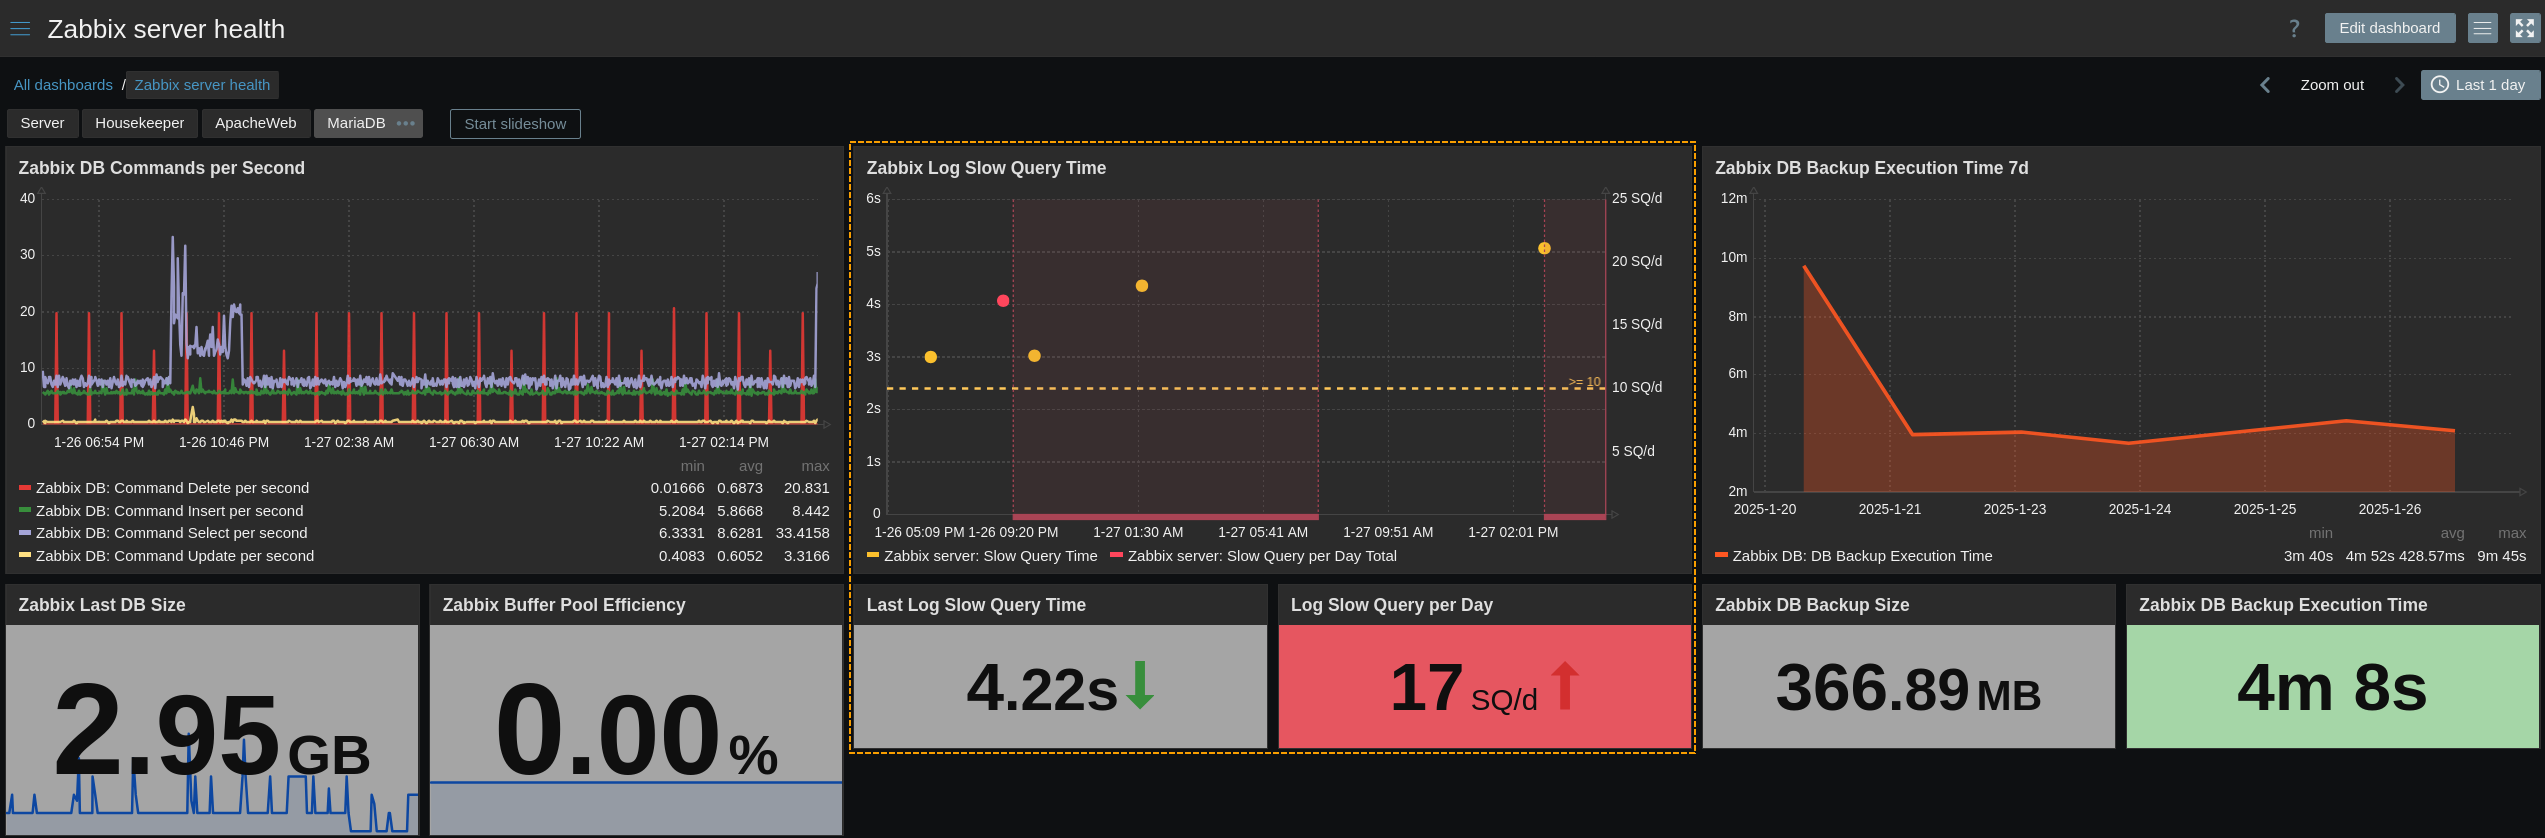 Zabbix server health
?
Edit dashboard
All dashboards / Zabbix server health
Zoom out
Last 1 day
Server Housekeeper ApacheWeb MariaDB ••• Start slideshow
Zabbix DB Commands per Second
40
30
20
10
0
1-26 06:54 PM 1-26 10:46 PM 1-27 02:38 AM 1-27 06:30 AM 1-27 10:22 AM 1-27 02:14 PM
min avg max
Zabbix DB: Command Delete per second 0.01666 0.6873 20.831
Zabbix DB: Command Insert per second 5.2084 5.8668 8.442
Zabbix DB: Command Select per second 6.3331 8.6281 33.4158
Zabbix DB: Command Update per second 0.4083 0.6052 3.3166
Zabbix Log Slow Query Time
6s
5s
4s
3s
2s
1s
0
25 SQ/d
20 SQ/d
15 SQ/d
10 SQ/d
5 SQ/d
>= 10
1-26 05:09 PM 1-26 09:20 PM 1-27 01:30 AM 1-27 05:41 AM 1-27 09:51 AM 1-27 02:01 PM
Zabbix server: Slow Query Time Zabbix server: Slow Query per Day Total
Zabbix DB Backup Execution Time 7d
12m
10m
8m
6m
4m
2m
2025-1-20 2025-1-21 2025-1-23 2025-1-24 2025-1-25 2025-1-26
min avg max
Zabbix DB: DB Backup Execution Time 3m 40s 4m 52s 428.57ms 9m 45s
Zabbix Last DB Size
2.95 GB
Zabbix Buffer Pool Efficiency
0.00 %
Last Log Slow Query Time
4.22s
Log Slow Query per Day
17 SQ/d
Zabbix DB Backup Size
366.89 MB
Zabbix DB Backup Execution Time
4m 8s